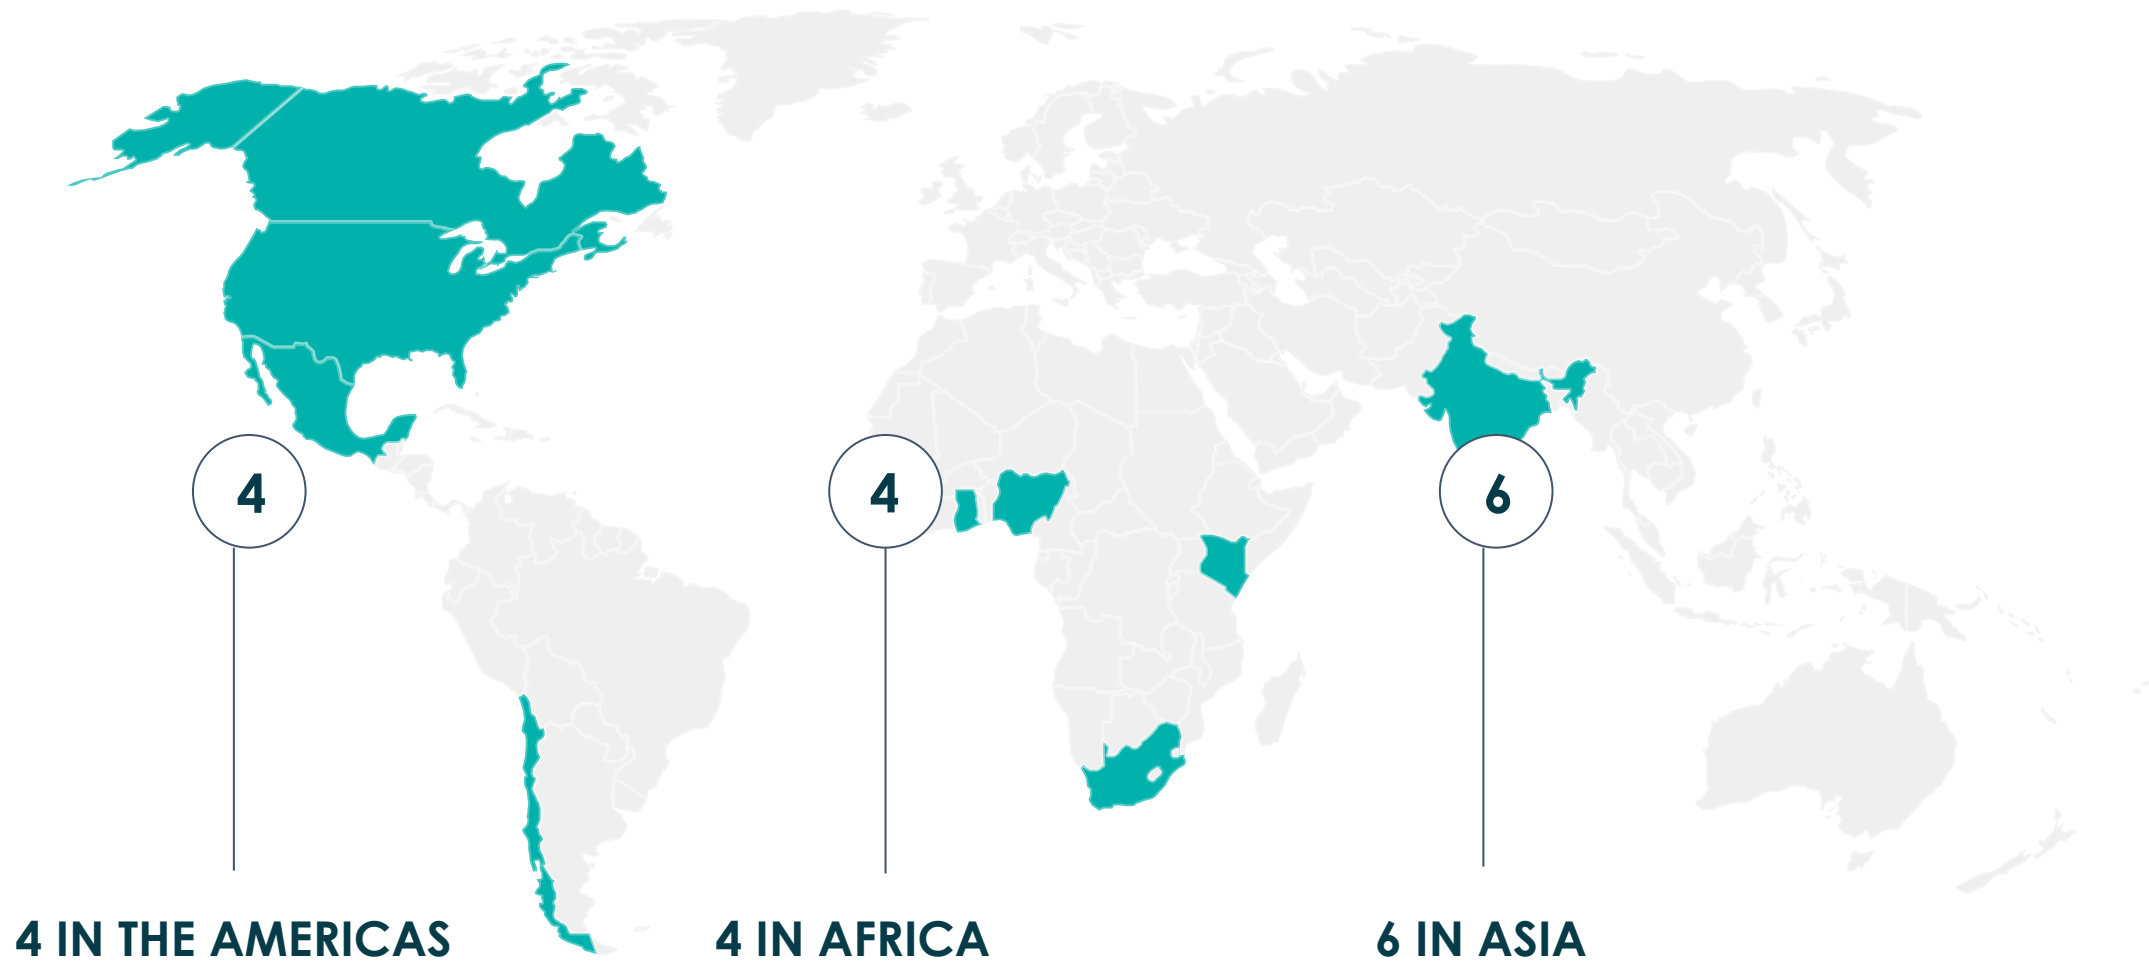 4
4
6
4 IN THE AMERICAS
4 IN AFRICA
6 IN ASIA